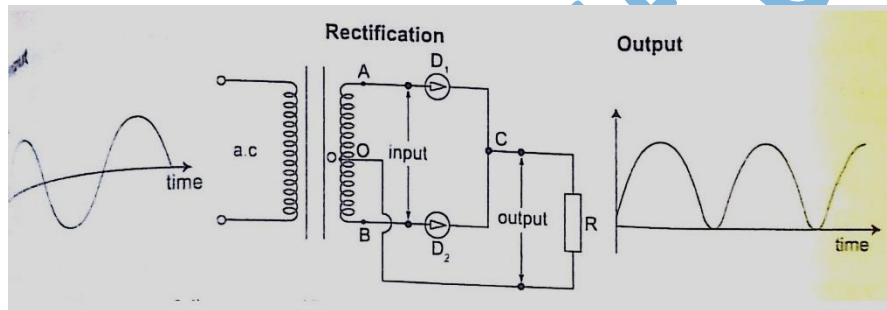 Rectification
Output
D1
A
a.c
O
input
C
time
output
R
B
D2
time